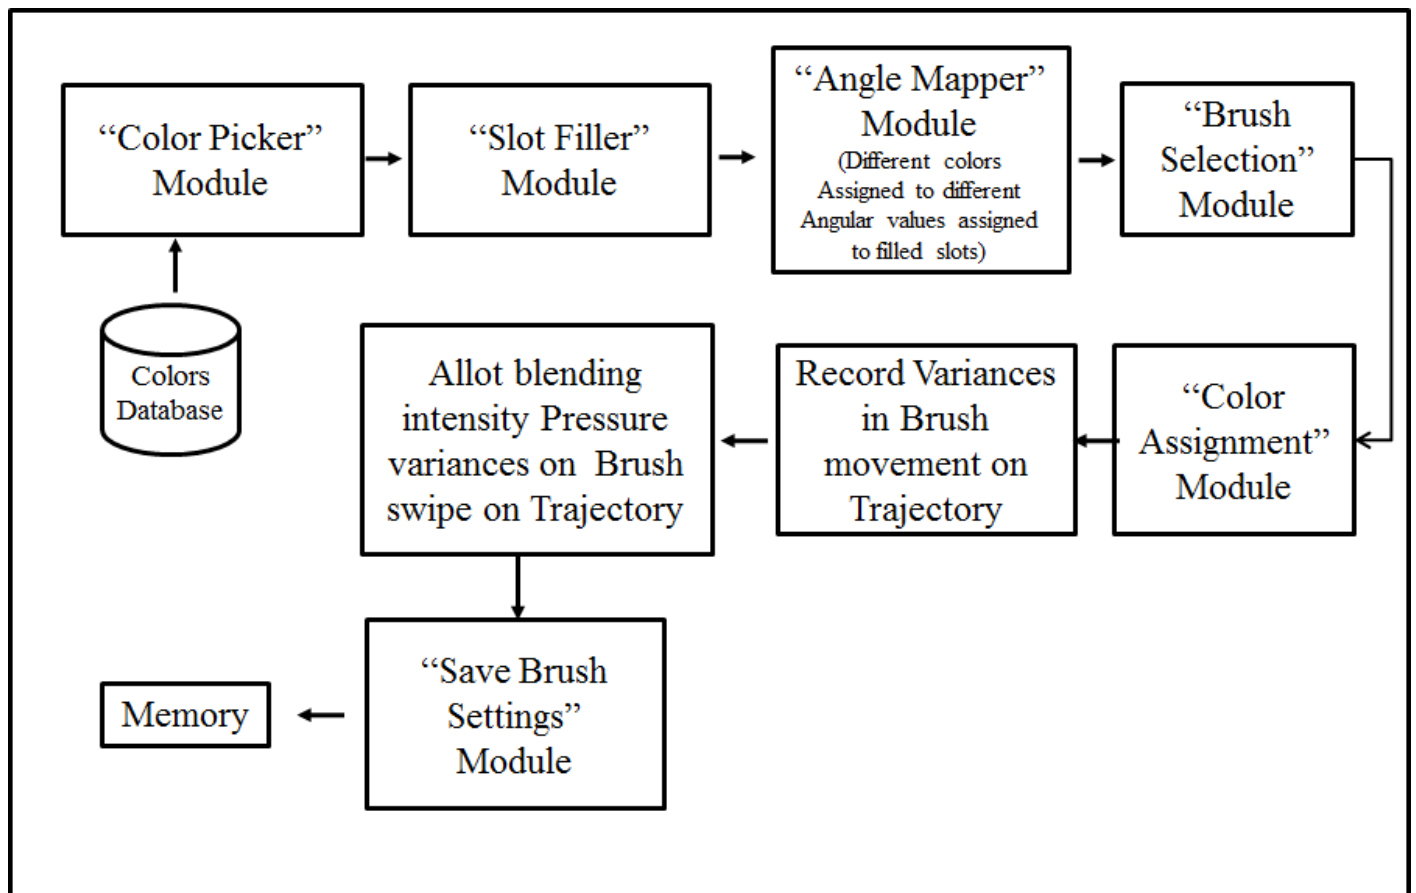 “Color Picker”
Module
“Slot Filler”
Module
“Angle Mapper”
Module
(Different colors
Assigned to different
Angular values assigned
to filled slots)
“Brush
Selection”
Module
Colors
Database
Allot blending
intensity Pressure
variances on Brush
swipe on Trajectory
Record Variances
in Brush
movement on
Trajectory
“Color
Assignment”
Module
“Save Brush
Settings”
Module
Memory